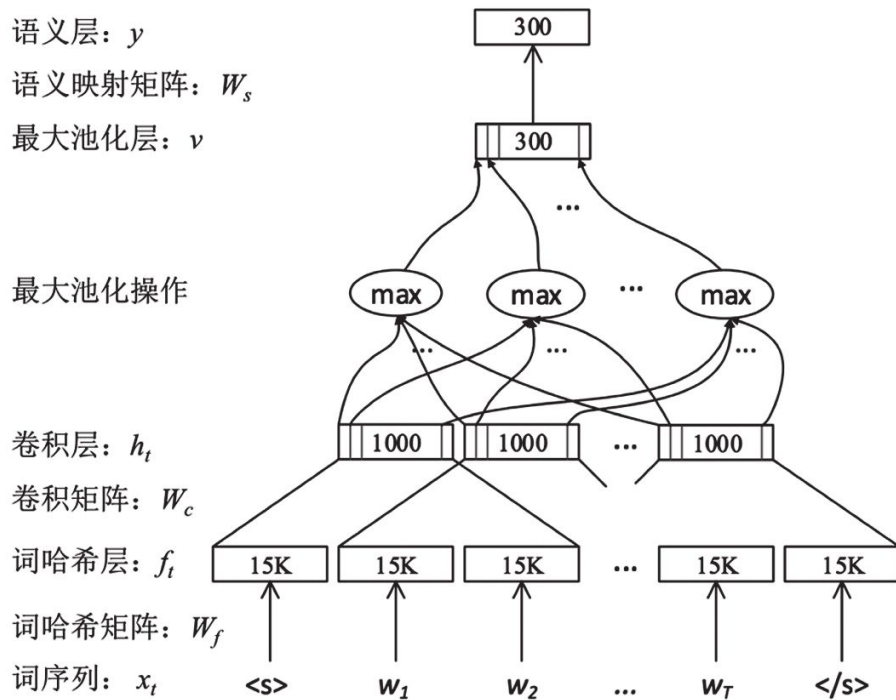 语义层：y 300
语义映射矩阵：W_s
最大池化层：v 300
...
最大池化操作 max max ... max
... ... ...
卷积层：h_t 1000 1000 ... 1000
卷积矩阵：W_c
词哈希层：f_t 15K 15K 15K ... 15K 15K
词哈希矩阵：W_f
词序列：x_t <s> w_1 w_2 ... w_T </s>